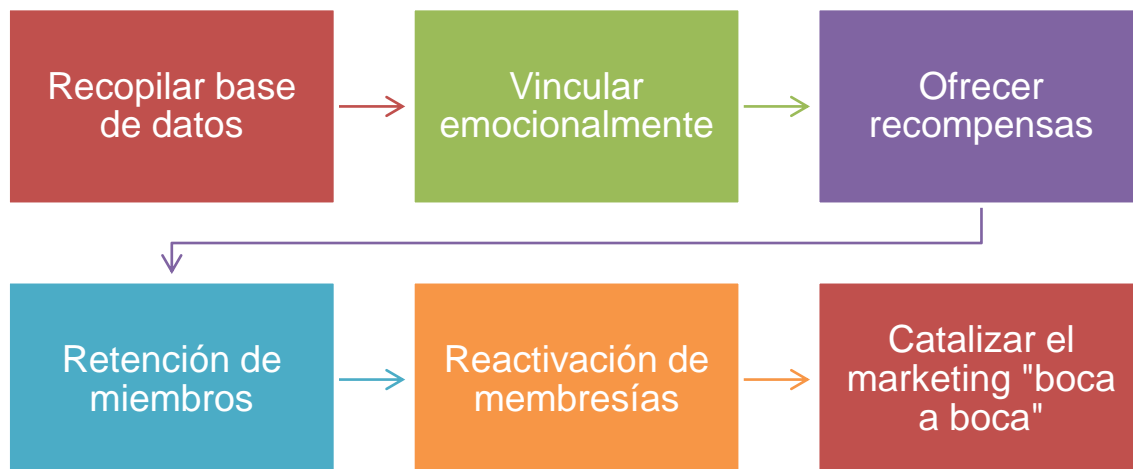 Recopilar base
de datos
Vincular
emocionalmente
Ofrecer
recompensas
Retención de
miembros
Reactivación de
membresías
Catalizar el
marketing "boca
a boca"